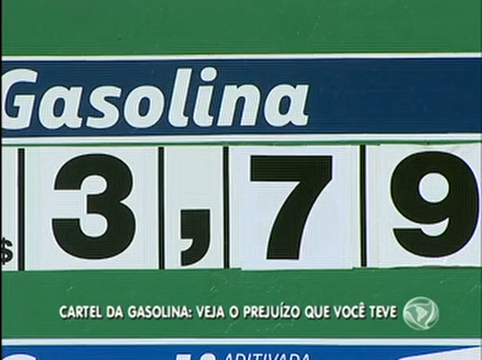 Gasolina
$ 3,79
CARTEL DA GASOLINA: VEJA O PREJUÍZO QUE VOCÊ TEVE
ADITIVADA